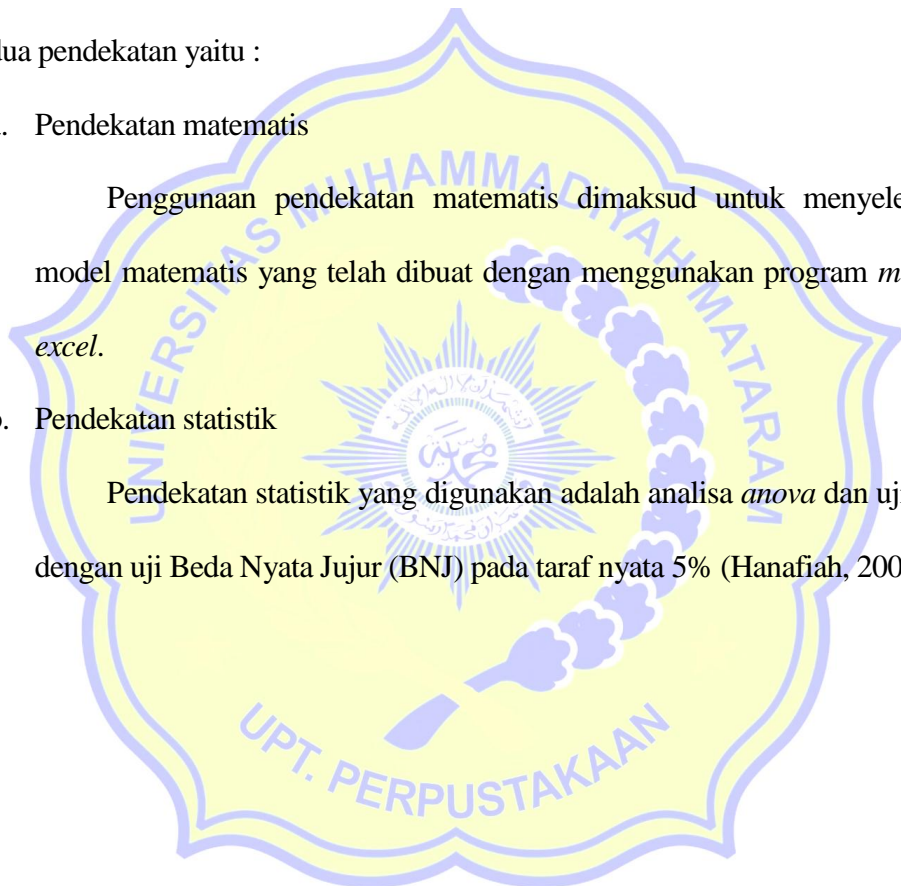 dua pendekatan yaitu :
. Pendekatan matematis
Penggunaan pendekatan matematis dimaksud untuk
model matematis yang telah dibuat dengan menggunakan program
excel.
. Pendekatan statistik
Pendekatan statistik yang digunakan adalah analisa anova dan uji
dengan uji Beda Nyata Jujur (BNJ) pada taraf nyata 5% (Hanafiah, 200
UNIVERSITAS MUHAMMADIYAH MATARAM
UPT. PERPUSTAKAAN